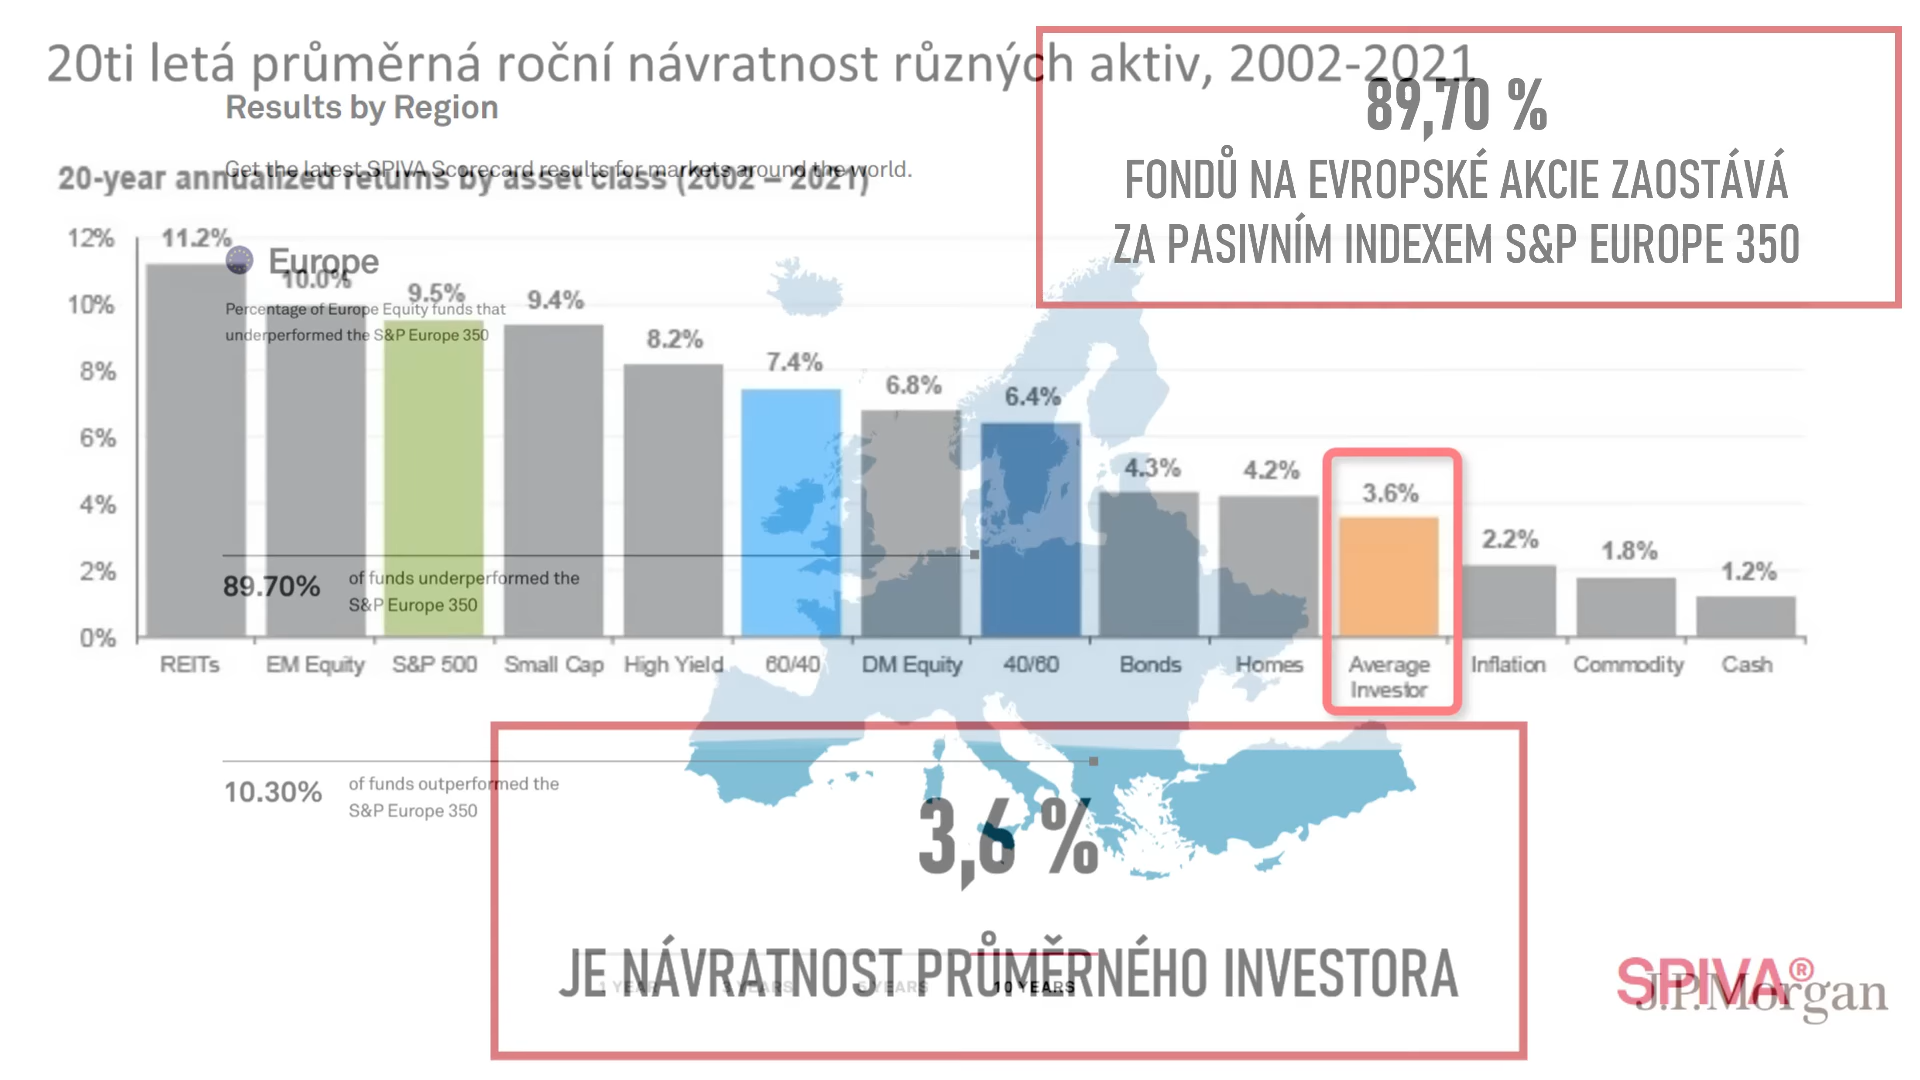 20ti letá průměrná roční návratnost různých aktiv, 2002-2021
Results by Region
Get the latest SPIVA Scorecard results for markets around the world.
20-year annualized returns by asset class (2002 – 2021)
89,70 %
FONDŮ NA EVROPSKÉ AKCIE ZAOSTÁVÁ
ZA PASIVNÍM INDEXEM S&P EUROPE 350
Europe
Percentage of Europe Equity funds that
underperformed the S&P Europe 350
12%
10%
8%
6%
4%
2%
0%
11.2%
10.0%
9.5%
9.4%
8.2%
7.4%
6.8%
6.4%
4.3%
4.2%
3.6%
2.2%
1.8%
1.2%
89.70%
of funds underperformed the
S&P Europe 350
REITs
EM Equity
S&P 500
Small Cap
High Yield
60/40
DM Equity
40/60
Bonds
Homes
Average
Investor
Inflation
Commodity
Cash
10.30%
of funds outperformed the
S&P Europe 350
3,6 %
JE NÁVRATNOST PRŮMĚRNÉHO INVESTORA
1 YEAR
3 YEARS
5 YEARS
10 YEARS
SPIVA®
J.P.Morgan